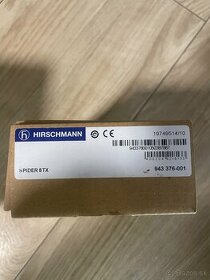 h HIRSCHMANN
CE
19749514/10
SPIDER 8TX
943 376-001